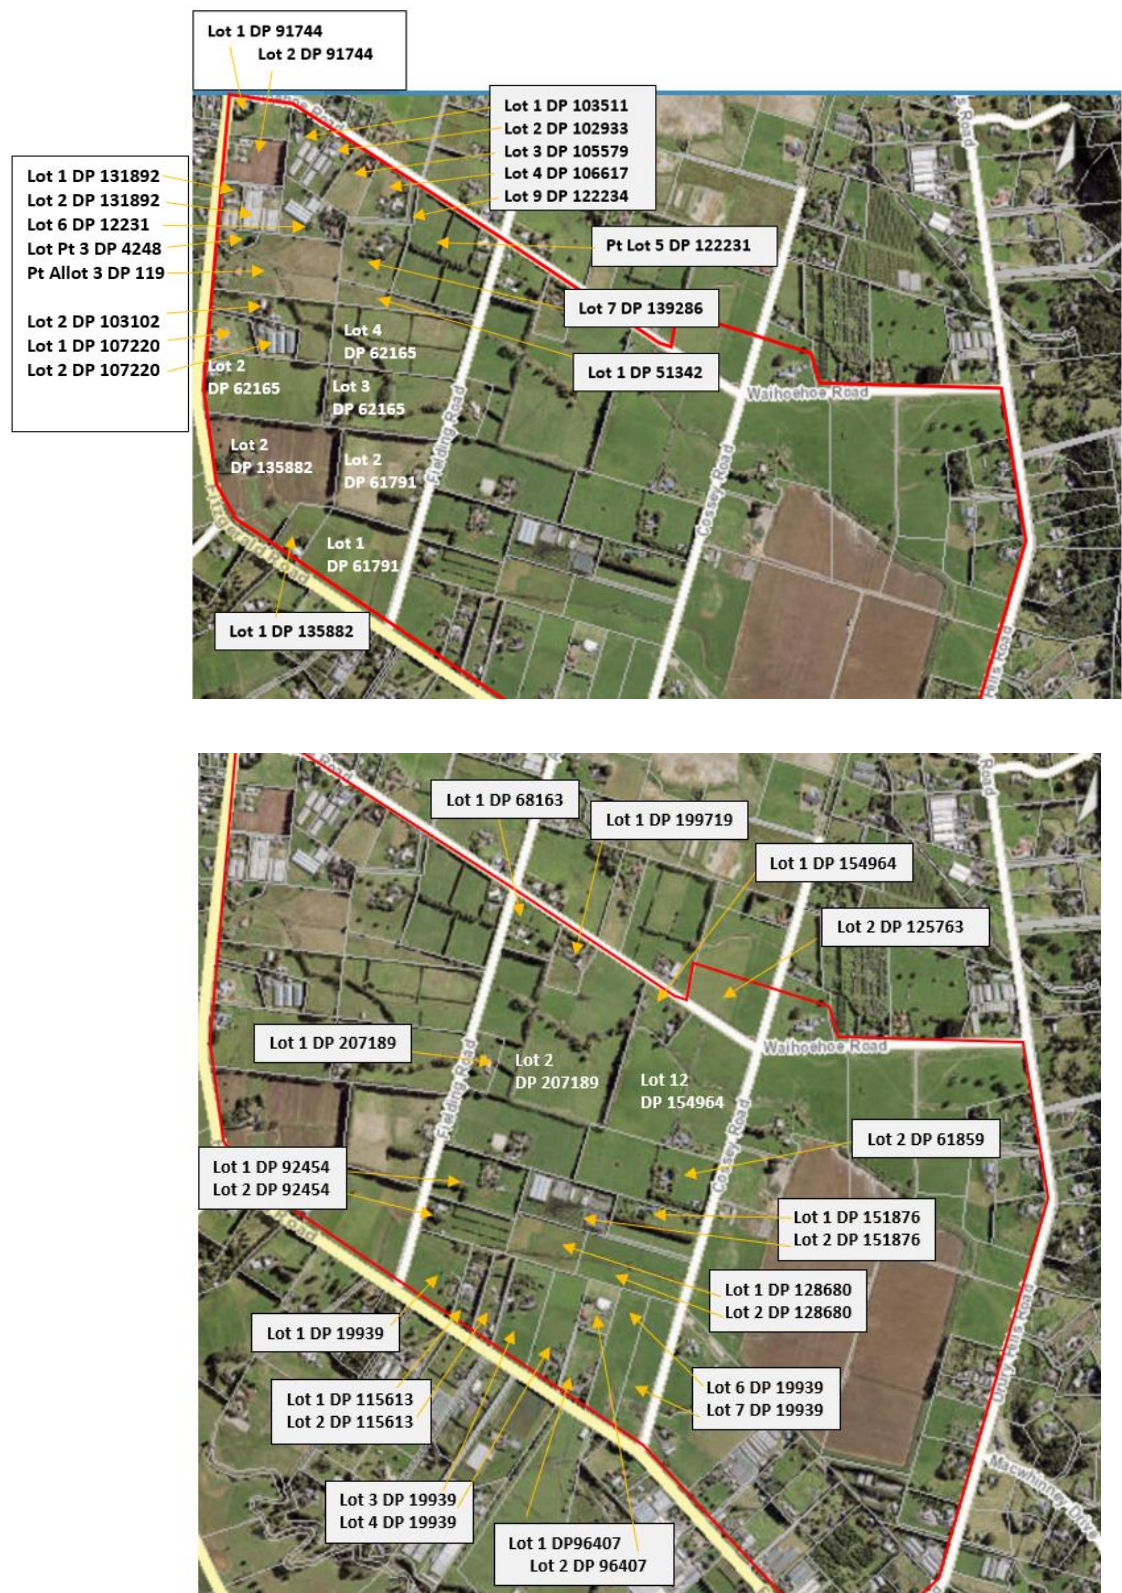 Lot 1 DP 91744
Lot 2 DP 91744
Road
Lot 1 DP 103511
Lot 2 DP 102933
Lot 3 DP 105579
Lot 4 DP 106617
Lot 9 DP 122234
Lot 1 DP 131892
Lot 2 DP 131892
Lot 6 DP 12231
Lot Pt 3 DP 4248
Pt Allot 3 DP 119
Lot 2 DP 103102
Lot 1 DP 107220
Lot 2 DP 107220
Pt Lot 5 DP 122231
Lot 7 DP 139286
Lot 1 DP 51342
Lot 4
DP 62165
Lot 2
DP 62165
Lot 3
DP 62165
Lot 2
DP 135882
Lot 2
DP 61791
Lot 1
DP 61791
Lot 1 DP 135882
Waihoehoe Road
Fielding Road
Cossey Road
Fitzgerald Road
Hills Road
Road
Road
Road
Lot 1 DP 68163
Lot 1 DP 199719
Lot 1 DP 154964
Lot 2 DP 125763
Lot 1 DP 207189
Lot 2
DP 207189
Lot 12
DP 154964
Waihoehoe Road
Fielding Road
Cossey Road
Lot 2 DP 61859
Lot 1 DP 92454
Lot 2 DP 92454
Road
Lot 1 DP 151876
Lot 2 DP 151876
Lot 1 DP 128680
Lot 2 DP 128680
Lot 1 DP 19939
Lot 1 DP 115613
Lot 2 DP 115613
Lot 6 DP 19939
Lot 7 DP 19939
Drury Hills Road
Macwhinney Drive
Lot 3 DP 19939
Lot 4 DP 19939
Lot 1 DP96407
Lot 2 DP 96407